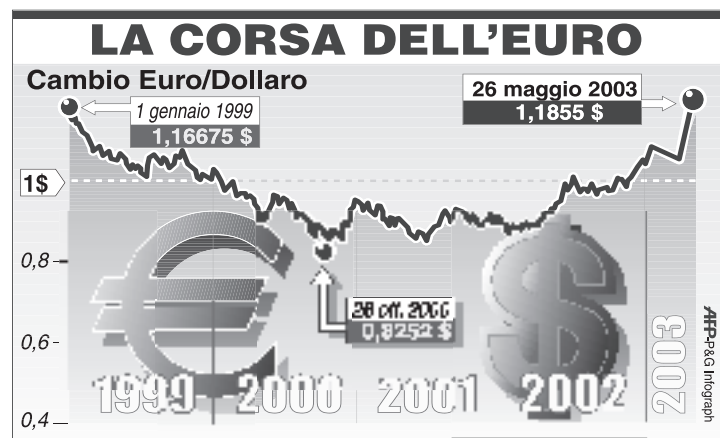 LA CORSA DELL'EURO
Cambio Euro/Dollaro
1 gennaio 1999
1,16675 $
26 maggio 2003
1,1855 $
1$
0,8
0,6
0,4
€
$
26 ott. 2000
0,8252 $
1999 2000 2001 2002 2003
AFP-P&G Infograph